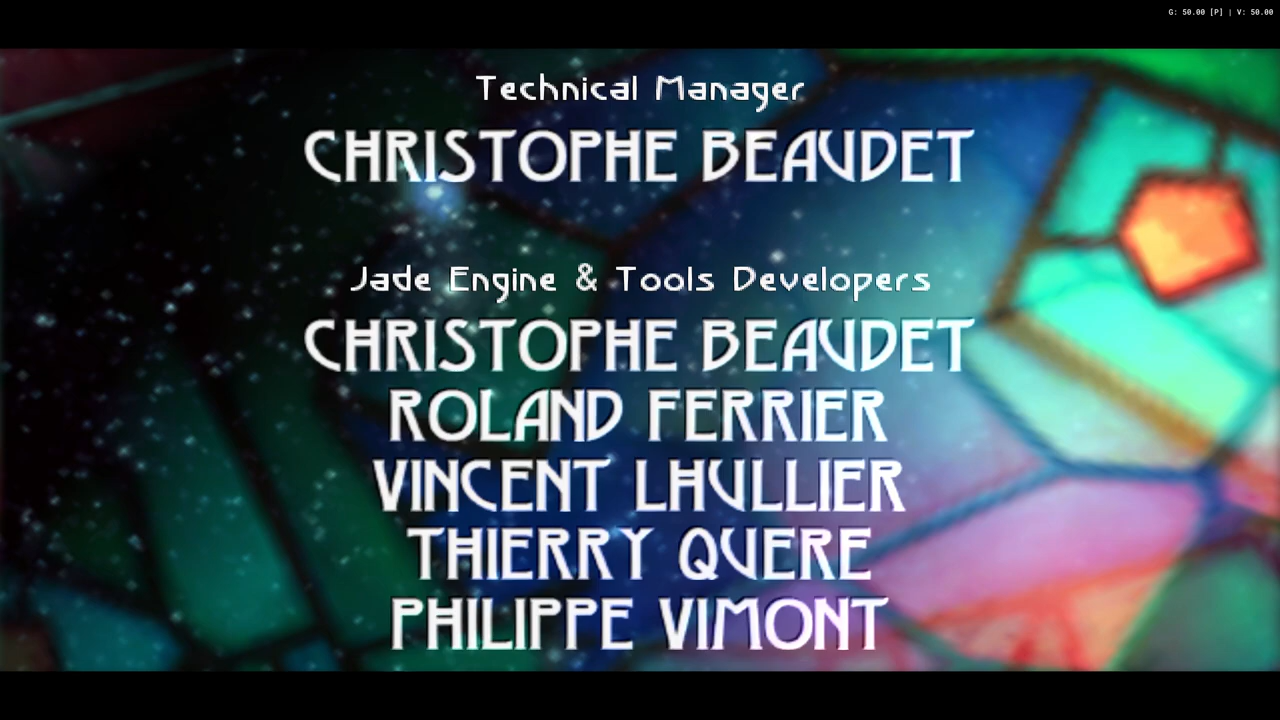 G: 50.00 [P] | V: 50.00
Technical Manager
CHRISTOPHE BEAUDET
Jade Engine & Tools Developers
CHRISTOPHE BEAUDET
ROLAND FERRIER
VINCENT LHULLIER
THIERRY QUERE
PHILIPPE VIMONT